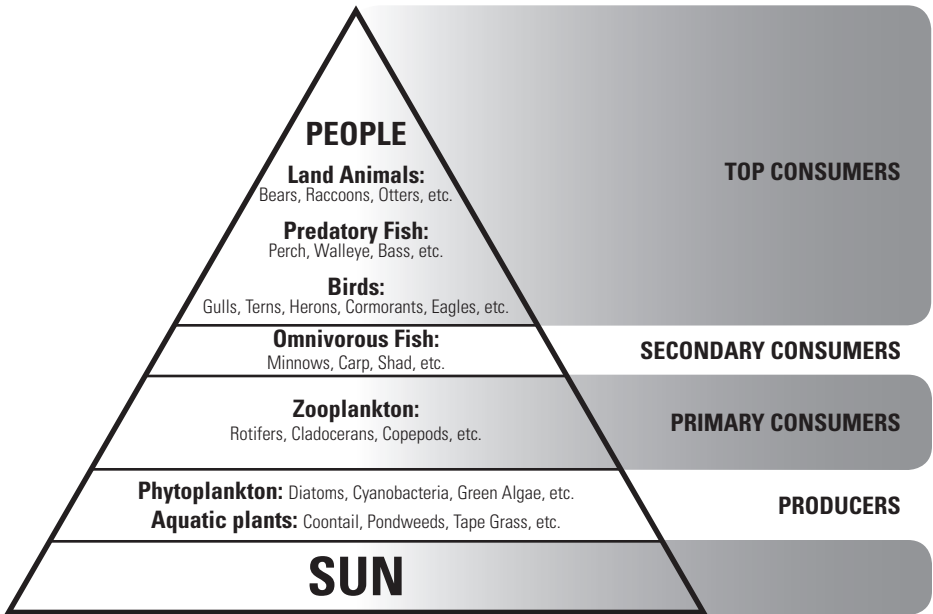 PEOPLE
Land Animals:
Bears, Raccoons, Otters, etc.
Predatory Fish:
Perch, Walleye, Bass, etc.
Birds:
Gulls, Terns, Herons, Cormorants, Eagles, etc.
TOP CONSUMERS
Omnivorous Fish:
Minnows, Carp, Shad, etc.
SECONDARY CONSUMERS
Zooplankton:
Rotifers, Cladocerans, Copepods, etc.
PRIMARY CONSUMERS
Phytoplankton: Diatoms, Cyanobacteria, Green Algae, etc.
Aquatic plants: Coontail, Pondweeds, Tape Grass, etc.
PRODUCERS
SUN